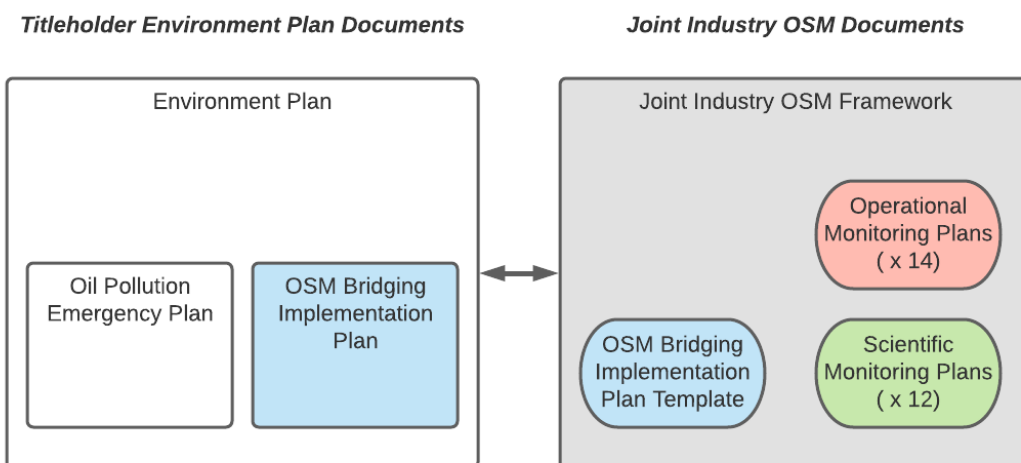 Titleholder Environment Plan Documents
Joint Industry OSM Documents
Environment Plan
Oil Pollution
Emergency Plan
OSM Bridging
Implementation
Plan
Joint Industry OSM Framework
Operational
Monitoring Plans
( x 14)
OSM Bridging
Implementation
Plan Template
Scientific
Monitoring Plans
( x 12)